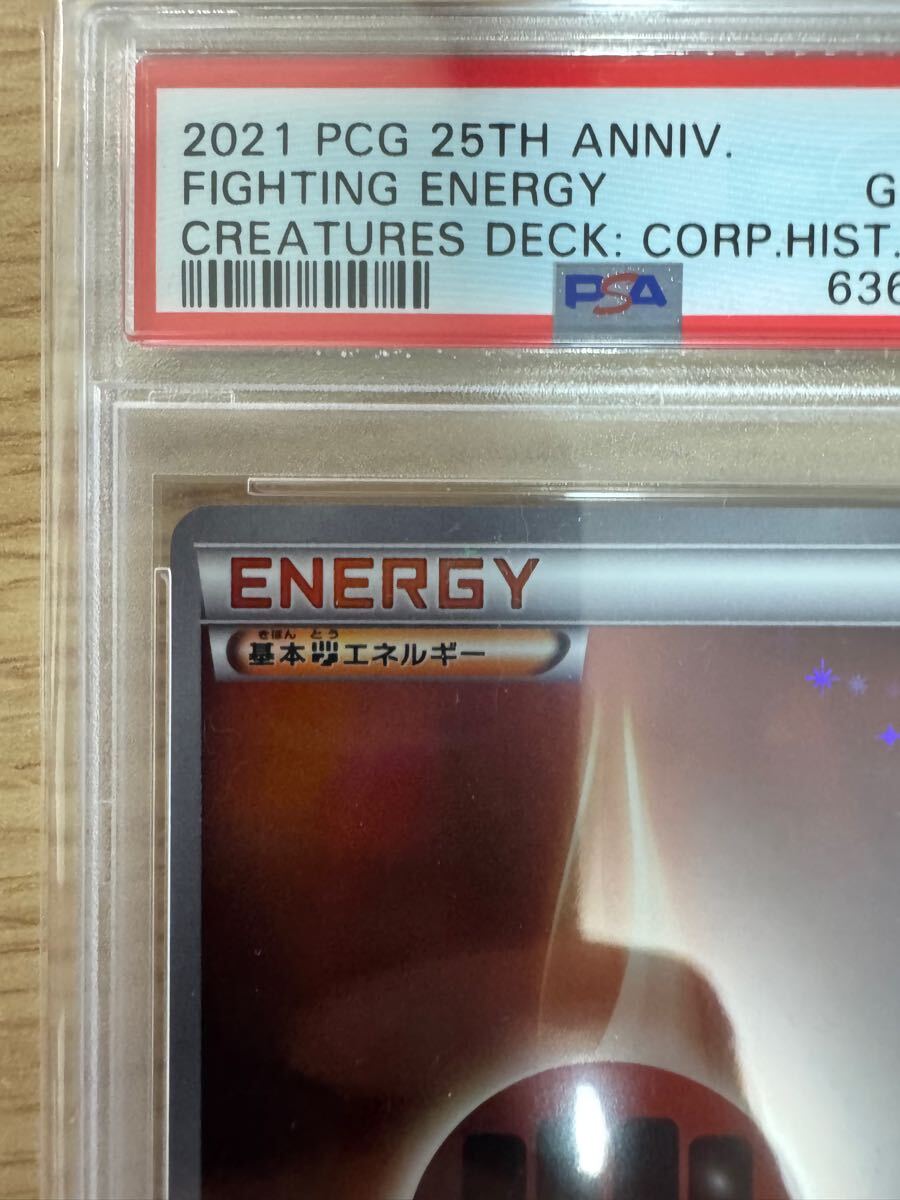 2021 PCG 25TH ANNIV.
FIGHTING ENERGY G
CREATURES DECK: CORP.HIST.
PSA 636
ENERGY
きほん とう
基本闘エネルギー